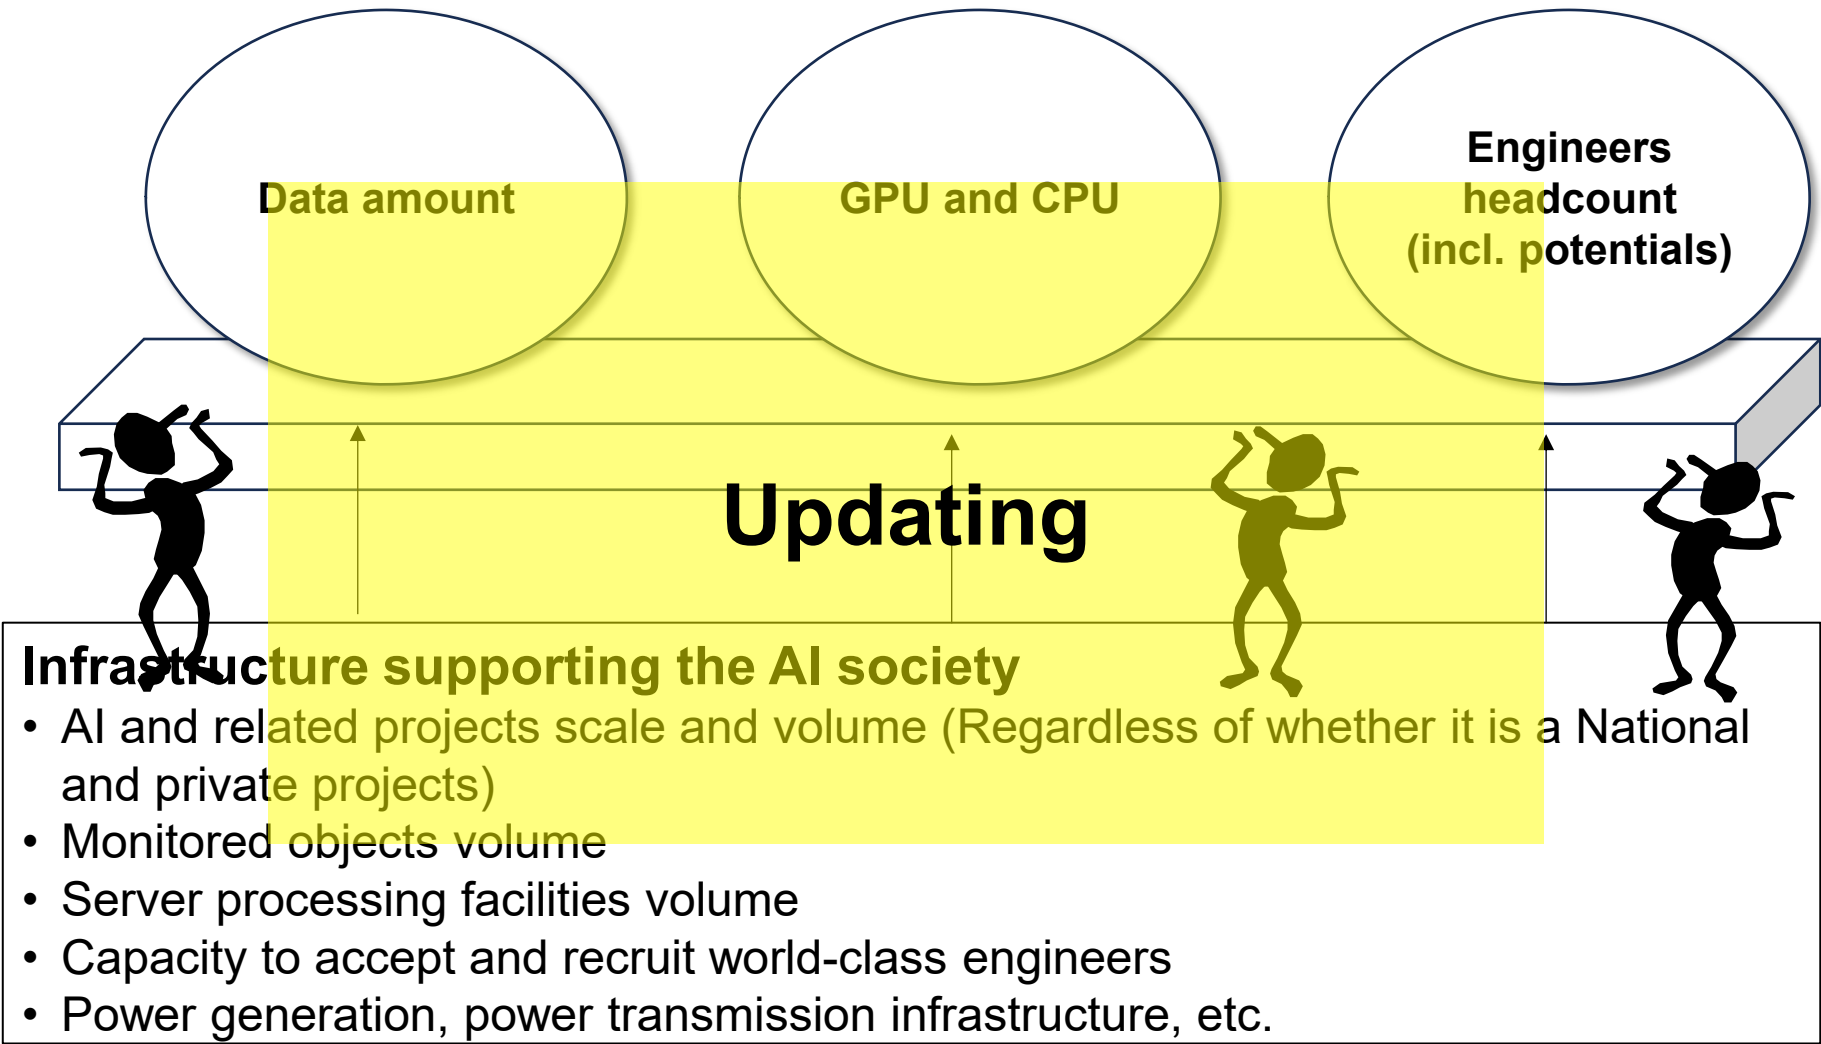 Data amount
GPU and CPU
Engineers
headcount
(incl. potentials)
Updating
Infrastructure supporting the AI society
• AI and related projects scale and volume (Regardless of whether it is a National
and private projects)
• Monitored objects volume
• Server processing facilities volume
• Capacity to accept and recruit world-class engineers
• Power generation, power transmission infrastructure, etc.